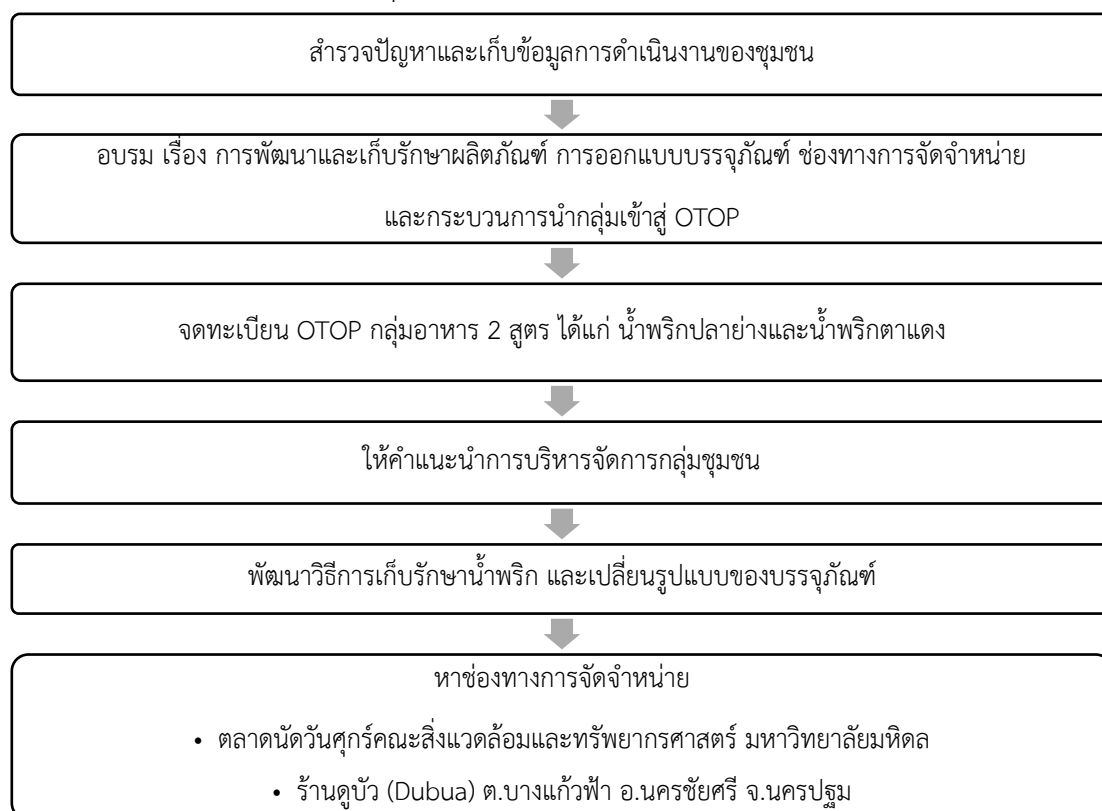 สำรวจปัญหาและเก็บข้อมูลการดำเนินงานของชุมชน
อบรม เรื่อง การพัฒนาและเก็บรักษาผลิตภัณฑ์ การออกแบบบรรจุภัณฑ์ ช่องทางการจัดจำหน่าย
และกระบวนการนำกลุ่มเข้าสู่ OTOP
จดทะเบียน OTOP กลุ่มอาหาร 2 สูตร ได้แก่ น้ำพริกปลาย่างและน้ำพริกตาแดง
ให้คำแนะนำการบริหารจัดการกลุ่มชุมชน
พัฒนาวิธีการเก็บรักษาน้ำพริก และเปลี่ยนรูปแบบของบรรจุภัณฑ์
หาช่องทางการจัดจำหน่าย
• ตลาดนัดวันศุกร์คณะสิ่งแวดล้อมและทรัพยากรศาสตร์ มหาวิทยาลัยมหิดล
• ร้านดูบัว (Dubua) ต.บางแก้วฟ้า อ.นครชัยศรี จ.นครปฐม